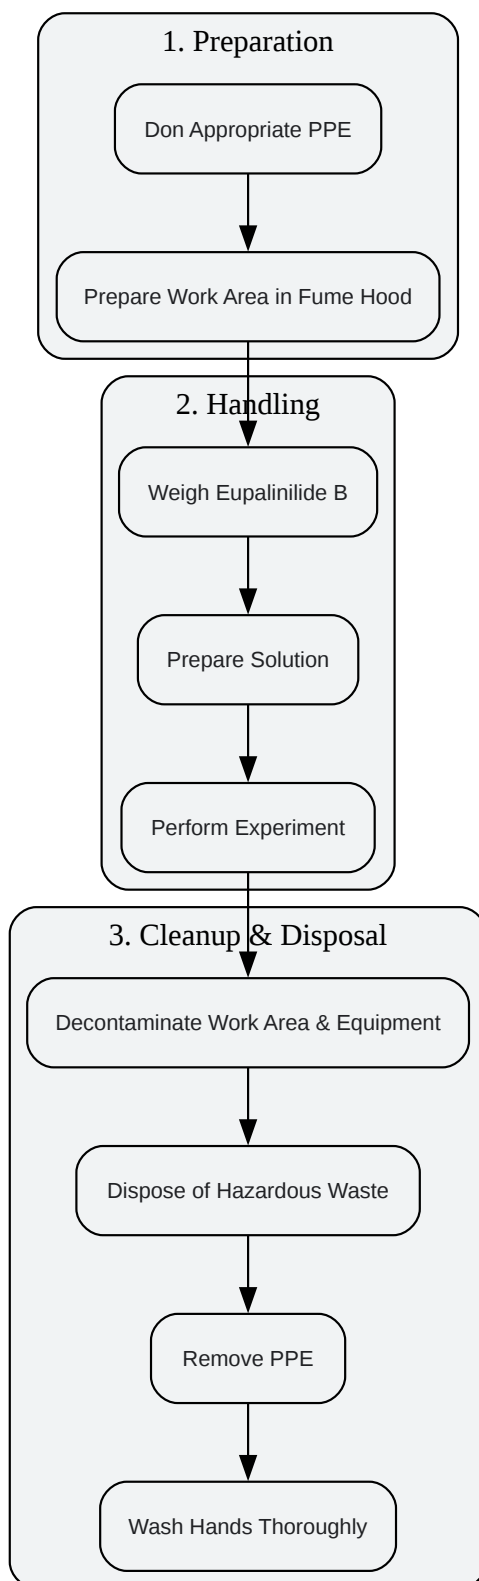 1. Preparation
Don Appropriate PPE
Prepare Work Area in Fume Hood
2. Handling
Weigh Eupalinilide B
Prepare Solution
Perform Experiment
3. Cleanup & Disposal
Decontaminate Work Area & Equipment
Dispose of Hazardous Waste
Remove PPE
Wash Hands Thoroughly